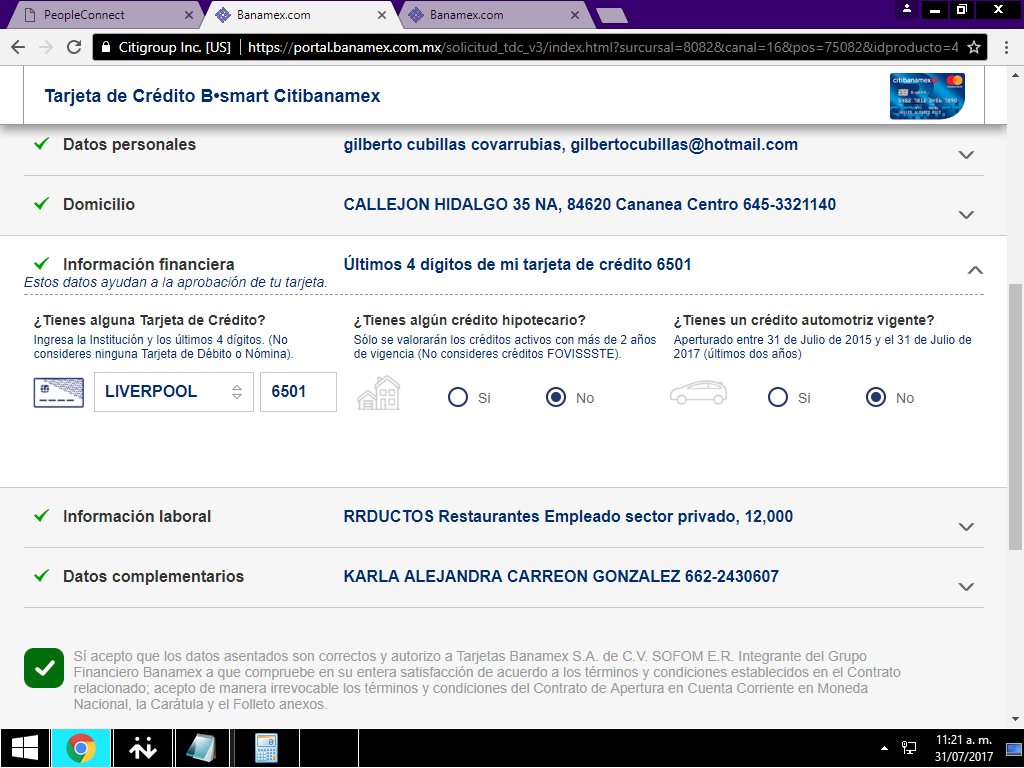 PeopleConnect
Banamex.com
Banamex.com
Citigroup Inc. [US] https://portal.banamex.com.mx/solicitud_tdc_v3/index.html?surcursal=8082&canal=16&pos=75082&idproducto=4
Tarjeta de Crédito B•smart Citibanamex
citibanamex
Datos personales gilberto cubillas covarrubias, gilbertocubillas@hotmail.com
Domicilio CALLEJON HIDALGO 35 NA, 84620 Cananea Centro 645-3321140
Información financiera Últimos 4 dígitos de mi tarjeta de crédito 6501
Estos datos ayudan a la aprobación de tu tarjeta.
¿Tienes alguna Tarjeta de Crédito? ¿Tienes algún crédito hipotecario? ¿Tienes un crédito automotriz vigente?
Ingresa la Institución y los últimos 4 dígitos. (No Sólo se valorarán los créditos activos con más de 2 años Aperturado entre 31 de Julio de 2015 y el 31 de Julio de
consideres ninguna Tarjeta de Débito o Nómina). de vigencia (No consideres créditos FOVISSSTE). 2017 (últimos dos años)
LIVERPOOL 6501 Si No Si No
Información laboral RRDUCTOS Restaurantes Empleado sector privado, 12,000
Datos complementarios KARLA ALEJANDRA CARREON GONZALEZ 662-2430607
Sí acepto que los datos asentados son correctos y autorizo a Tarjetas Banamex S.A. de C.V. SOFOM E.R. Integrante del Grupo
Financiero Banamex a que compruebe en su entera satisfacción de acuerdo a los términos y condiciones establecidos en el Contrato
relacionado; acepto de manera irrevocable los términos y condiciones del Contrato de Apertura en Cuenta Corriente en Moneda
Nacional, la Carátula y el Folleto anexos.
11:21 a. m.
31/07/2017